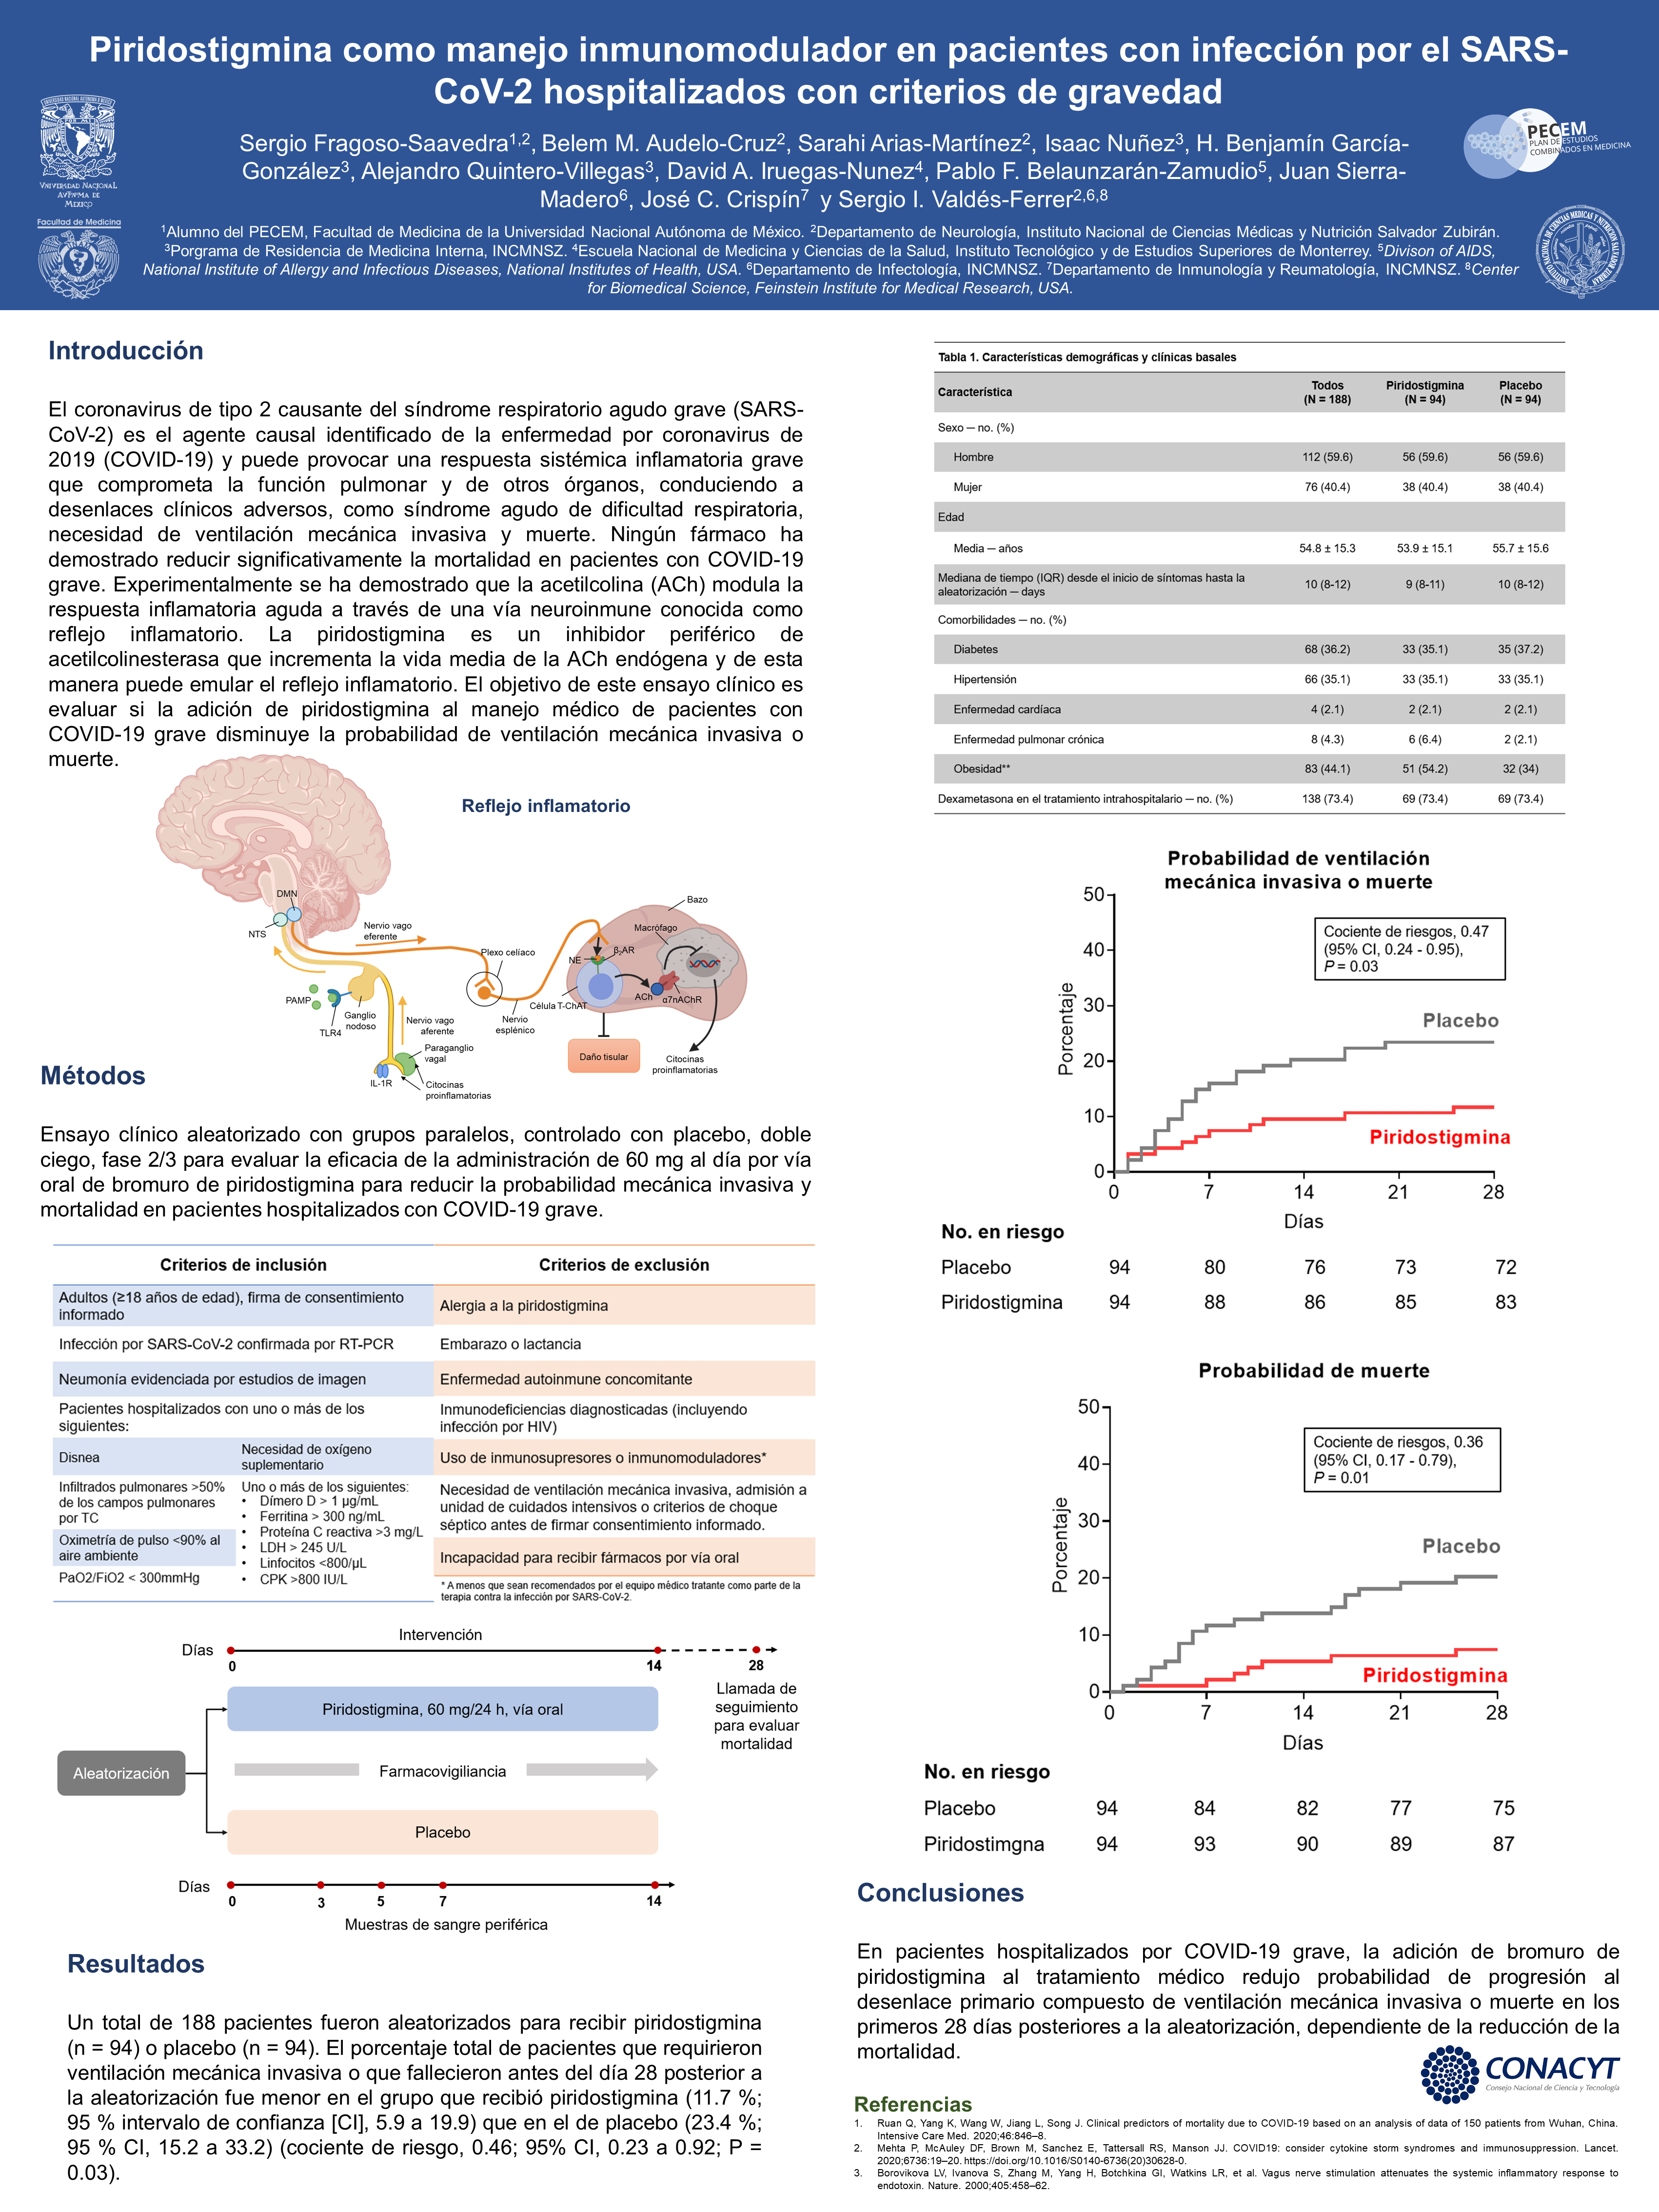 Piridostigmina como manejo inmunomodulador en pacientes con infección por el SARS-
CoV-2 hospitalizados con criterios de gravedad
Sergio Fragoso-Saavedra1,2, Belem M. Audelo-Cruz2, Sarahi Arias-Martínez2, Isaac Nuñez3, H. Benjamín García-
González3, Alejandro Quintero-Villegas3, David A. Iruegas-Nunez4, Pablo F. Belaunzarán-Zamudio5, Juan Sierra-
Madero6, José C. Crispín7 y Sergio I. Valdés-Ferrer2,6,8
1Alumno del PECEM, Facultad de Medicina de la Universidad Nacional Autónoma de México. 2Departamento de Neurología, Instituto Nacional de Ciencias Médicas y Nutrición Salvador Zubirán.
3Porgrama de Residencia de Medicina Interna, INCMNSZ. 4Escuela Nacional de Medicina y Ciencias de la Salud, Instituto Tecnológico y de Estudios Superiores de Monterrey. 5Divison of AIDS,
National Institute of Allergy and Infectious Diseases, National Institutes of Health, USA. 6Departamento de Infectología, INCMNSZ. 7Departamento de Inmunología y Reumatología, INCMNSZ. 8Center
for Biomedical Science, Feinstein Institute for Medical Research, USA.
VNIVERSIDAD NACIONAL
AVTONOMA DE
MEXICO
Facultad de Medicina
PECEM
PLAN DE ESTUDIOS
COMBINADOS EN MEDICINA
Introducción
El coronavirus de tipo 2 causante del síndrome respiratorio agudo grave (SARS-
CoV-2) es el agente causal identificado de la enfermedad por coronavirus de
2019 (COVID-19) y puede provocar una respuesta sistémica inflamatoria grave
que comprometa la función pulmonar y de otros órganos, conduciendo a
desenlaces clínicos adversos, como síndrome agudo de dificultad respiratoria,
necesidad de ventilación mecánica invasiva y muerte. Ningún fármaco ha
demostrado reducir significativamente la mortalidad en pacientes con COVID-19
grave. Experimentalmente se ha demostrado que la acetilcolina (ACh) modula la
respuesta inflamatoria aguda a través de una vía neuroinmune conocida como
reflejo inflamatorio. La piridostigmina es un inhibidor periférico de
acetilcolinesterasa que incrementa la vida media de la ACh endógena y de esta
manera puede emular el reflejo inflamatorio. El objetivo de este ensayo clínico es
evaluar si la adición de piridostigmina al manejo médico de pacientes con
COVID-19 grave disminuye la probabilidad de ventilación mecánica invasiva o
muerte.
Reflejo inflamatorio
DMN
NTS
Nervio vago
eferente
Plexo celíaco
Bazo
Macrófago
NE
β2AR
Célula T-ChAT
ACh
α7nAChR
PAMP
TLR4
Ganglio
nodoso
Nervio vago
aferente
Nervio
esplénico
Paraganglio
vagal
IL-1R
Citocinas
proinflamatorias
Daño tisular
Citocinas
proinflamatorias
Métodos
Ensayo clínico aleatorizado con grupos paralelos, controlado con placebo, doble
ciego, fase 2/3 para evaluar la eficacia de la administración de 60 mg al día por vía
oral de bromuro de piridostigmina para reducir la probabilidad mecánica invasiva y
mortalidad en pacientes hospitalizados con COVID-19 grave.
Criterios de inclusión
Adultos (≥18 años de edad), firma de consentimiento
informado
Infección por SARS-CoV-2 confirmada por RT-PCR
Neumonía evidenciada por estudios de imagen
Pacientes hospitalizados con uno o más de los
siguientes:
Disnea
Infiltrados pulmonares >50%
de los campos pulmonares
por TC
Oximetría de pulso <90% al
aire ambiente
PaO2/FiO2 < 300mmHg
Necesidad de oxígeno
suplementario
Uno o más de los siguientes:
• Dímero D > 1 µg/mL
• Ferritina > 300 ng/mL
• Proteína C reactiva >3 mg/L
• LDH > 245 U/L
• Linfocitos <800/µL
• CPK >800 IU/L
Criterios de exclusión
Alergia a la piridostigmina
Embarazo o lactancia
Enfermedad autoinmune concomitante
Inmunodeficiencias diagnosticadas (incluyendo
infección por HIV)
Uso de inmunosupresores o inmunomoduladores*
Necesidad de ventilación mecánica invasiva, admisión a
unidad de cuidados intensivos o criterios de choque
séptico antes de firmar consentimiento informado.
Incapacidad para recibir fármacos por vía oral
* A menos que sean recomendados por el equipo médico tratante como parte de la
terapia contra la infección por SARS-CoV-2.
Intervención
Días
0 14 28
Llamada de
seguimiento
para evaluar
mortalidad
Piridostigmina, 60 mg/24 h, vía oral
Aleatorización
Farmacovigiliancia
Placebo
Días
0 3 5 7 14
Muestras de sangre periférica
Resultados
Un total de 188 pacientes fueron aleatorizados para recibir piridostigmina
(n = 94) o placebo (n = 94). El porcentaje total de pacientes que requirieron
ventilación mecánica invasiva o que fallecieron antes del día 28 posterior a
la aleatorización fue menor en el grupo que recibió piridostigmina (11.7 %;
95 % intervalo de confianza [CI], 5.9 a 19.9) que en el de placebo (23.4 %;
95 % CI, 15.2 a 33.2) (cociente de riesgo, 0.46; 95% CI, 0.23 a 0.92; P =
0.03).
Tabla 1. Características demográficas y clínicas basales
Característica Todos (N = 188) Piridostigmina (N = 94) Placebo (N = 94)
Sexo — no. (%)
Hombre 112 (59.6) 56 (59.6) 56 (59.6)
Mujer 76 (40.4) 38 (40.4) 38 (40.4)
Edad
Media — años 54.8 ± 15.3 53.9 ± 15.1 55.7 ± 15.6
Mediana de tiempo (IQR) desde el inicio de síntomas hasta la
aleatorización — days 10 (8-12) 9 (8-11) 10 (8-12)
Comorbilidades — no. (%)
Diabetes 68 (36.2) 33 (35.1) 35 (37.2)
Hipertensión 66 (35.1) 33 (35.1) 33 (35.1)
Enfermedad cardíaca 4 (2.1) 2 (2.1) 2 (2.1)
Enfermedad pulmonar crónica 8 (4.3) 6 (6.4) 2 (2.1)
Obesidad** 83 (44.1) 51 (54.2) 32 (34)
Dexametasona en el tratamiento intrahospitalario — no. (%) 138 (73.4) 69 (73.4) 69 (73.4)
Probabilidad de ventilación
mecánica invasiva o muerte
Cociente de riesgos, 0.47
(95% CI, 0.24 - 0.95),
P = 0.03
Porcentaje
50
40
30
20
10
0
Placebo
Piridostigmina
0 7 14 21 28
Días
No. en riesgo
Placebo 94 80 76 73 72
Piridostigmina 94 88 86 85 83
Probabilidad de muerte
Cociente de riesgos, 0.36
(95% CI, 0.17 - 0.79),
P = 0.01
Porcentaje
50
40
30
20
10
0
Placebo
Piridostigmina
0 7 14 21 28
Días
No. en riesgo
Placebo 94 84 82 77 75
Piridostimgna 94 93 90 89 87
Conclusiones
En pacientes hospitalizados por COVID-19 grave, la adición de bromuro de
piridostigmina al tratamiento médico redujo probabilidad de progresión al
desenlace primario compuesto de ventilación mecánica invasiva o muerte en los
primeros 28 días posteriores a la aleatorización, dependiente de la reducción de la
mortalidad.
CONACYT
Consejo Nacional de Ciencia y Tecnología
Referencias
1. Ruan Q, Yang K, Wang W, Jiang L, Song J. Clinical predictors of mortality due to COVID-19 based on an analysis of data of 150 patients from Wuhan, China.
Intensive Care Med. 2020;46:846–8.
2. Mehta P, McAuley DF, Brown M, Sanchez E, Tattersall RS, Manson JJ. COVID19: consider cytokine storm syndromes and immunosuppression. Lancet.
2020;6736:19–20. https://doi.org/10.1016/S0140-6736(20)30628-0.
3. Borovikova LV, Ivanova S, Zhang M, Yang H, Botchkina GI, Watkins LR, et al. Vagus nerve stimulation attenuates the systemic inflammatory response to
endotoxin. Nature. 2000;405:458–62.